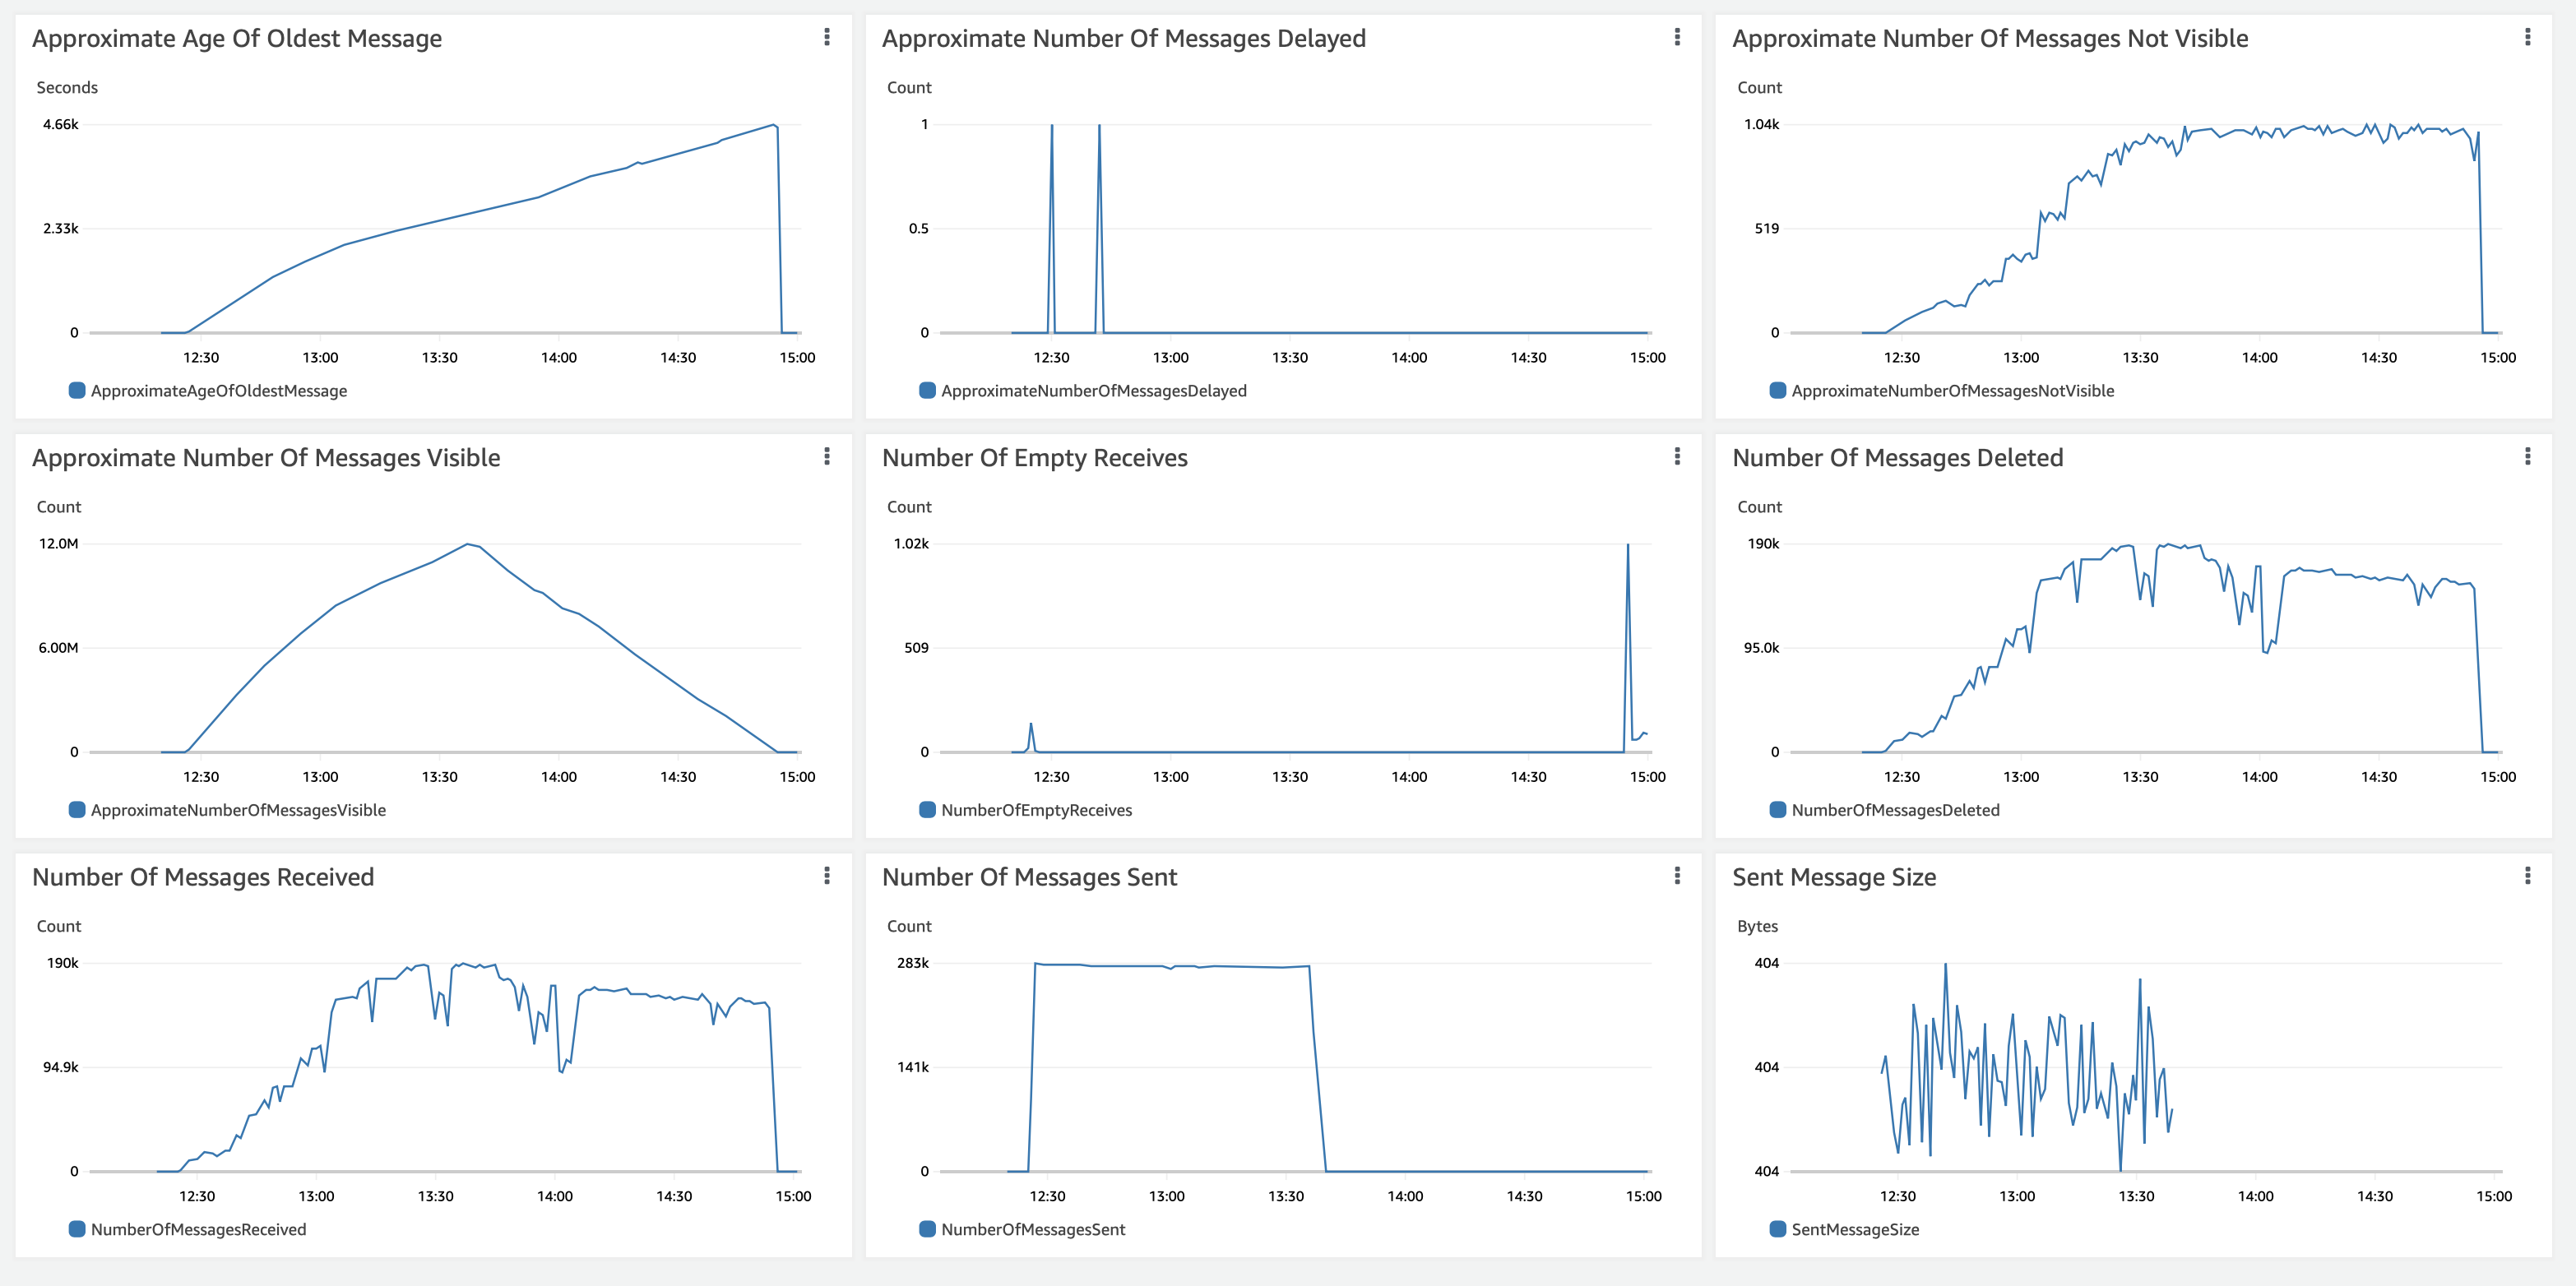 Approximate Age Of Oldest Message
Seconds
4.66k
2.33k
0
12:30 13:00 13:30 14:00 14:30 15:00
ApproximateAgeOfOldestMessage
Approximate Number Of Messages Delayed
Count
1
0.5
0
12:30 13:00 13:30 14:00 14:30 15:00
ApproximateNumberOfMessagesDelayed
Approximate Number Of Messages Not Visible
Count
1.04k
519
0
12:30 13:00 13:30 14:00 14:30 15:00
ApproximateNumberOfMessagesNotVisible
Approximate Number Of Messages Visible
Count
12.0M
6.00M
0
12:30 13:00 13:30 14:00 14:30 15:00
ApproximateNumberOfMessagesVisible
Number Of Empty Receives
Count
1.02k
509
0
12:30 13:00 13:30 14:00 14:30 15:00
NumberOfEmptyReceives
Number Of Messages Deleted
Count
190k
95.0k
0
12:30 13:00 13:30 14:00 14:30 15:00
NumberOfMessagesDeleted
Number Of Messages Received
Count
190k
94.9k
0
12:30 13:00 13:30 14:00 14:30 15:00
NumberOfMessagesReceived
Number Of Messages Sent
Count
283k
141k
0
12:30 13:00 13:30 14:00 14:30 15:00
NumberOfMessagesSent
Sent Message Size
Bytes
404
404
404
12:30 13:00 13:30 14:00 14:30 15:00
SentMessageSize